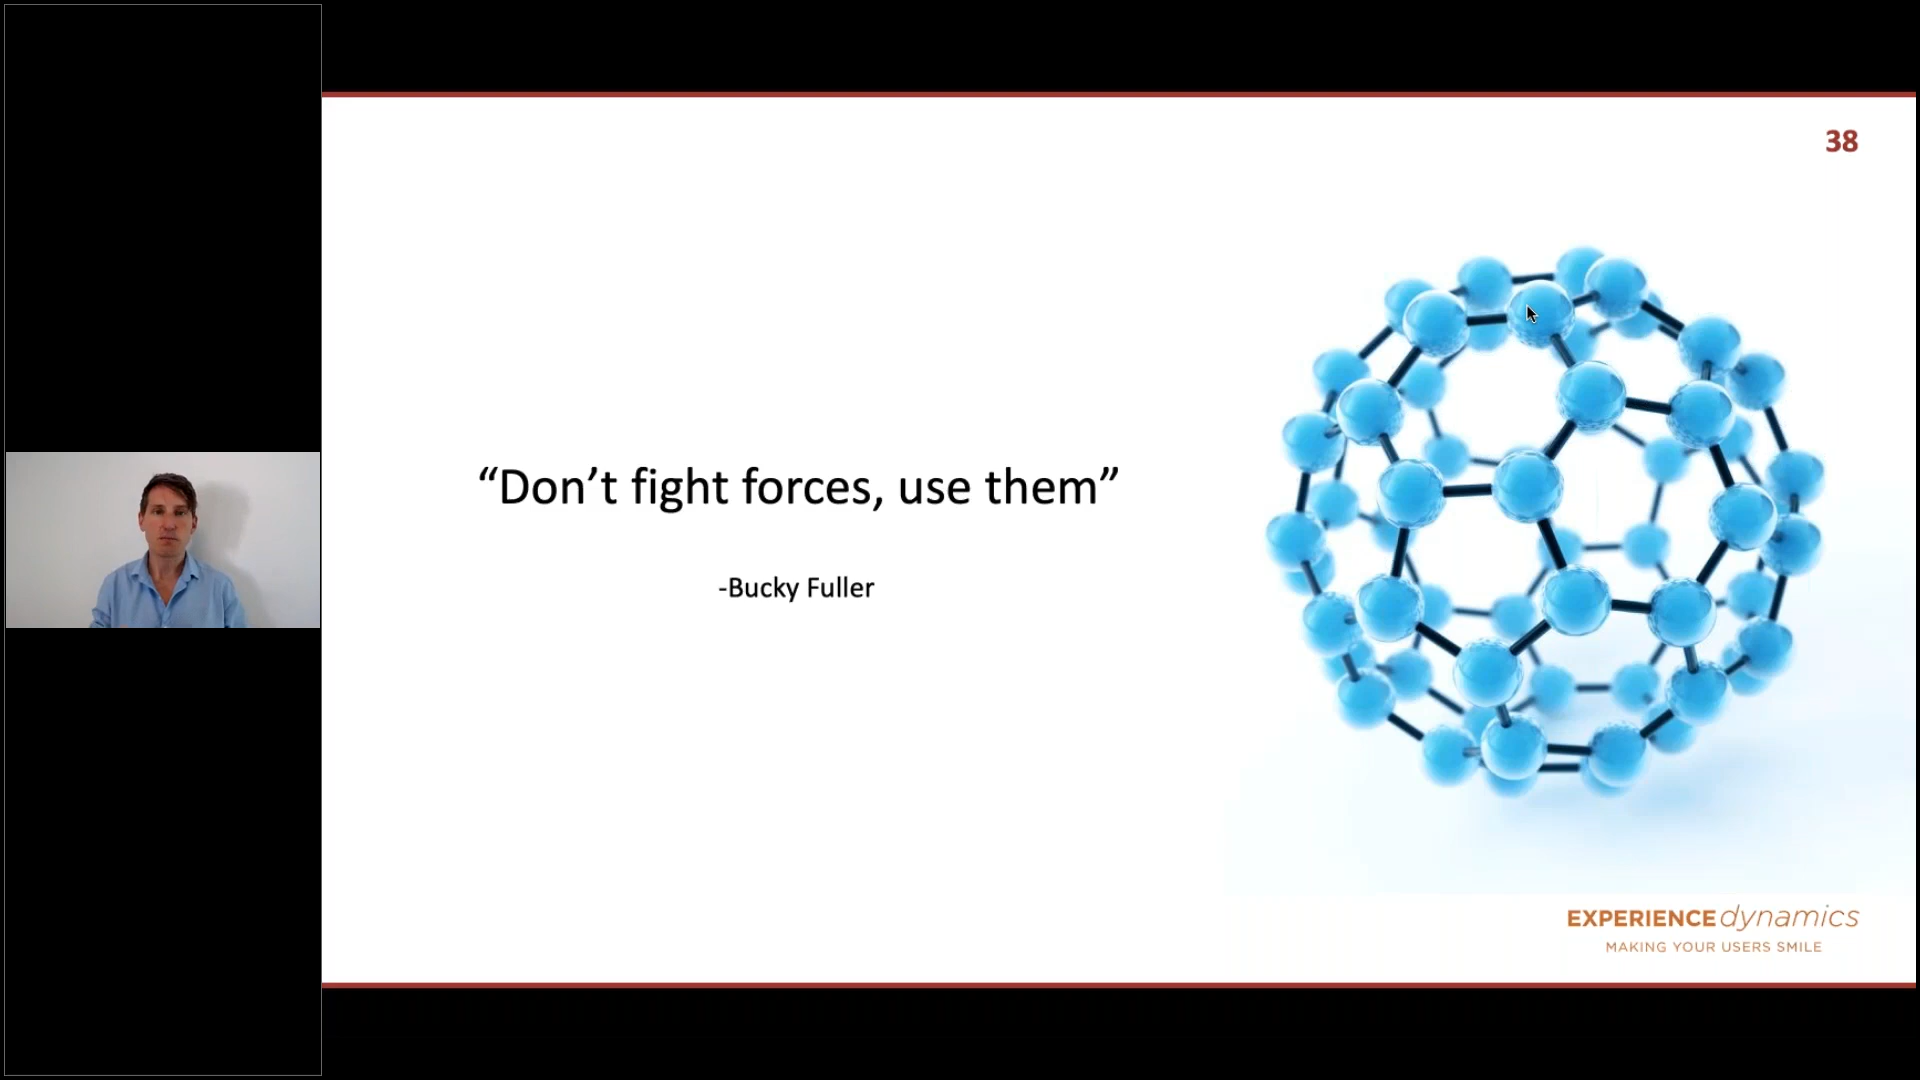 38
“Don’t fight forces, use them”
-Bucky Fuller
EXPERIENCE dynamics
MAKING YOUR USERS SMILE